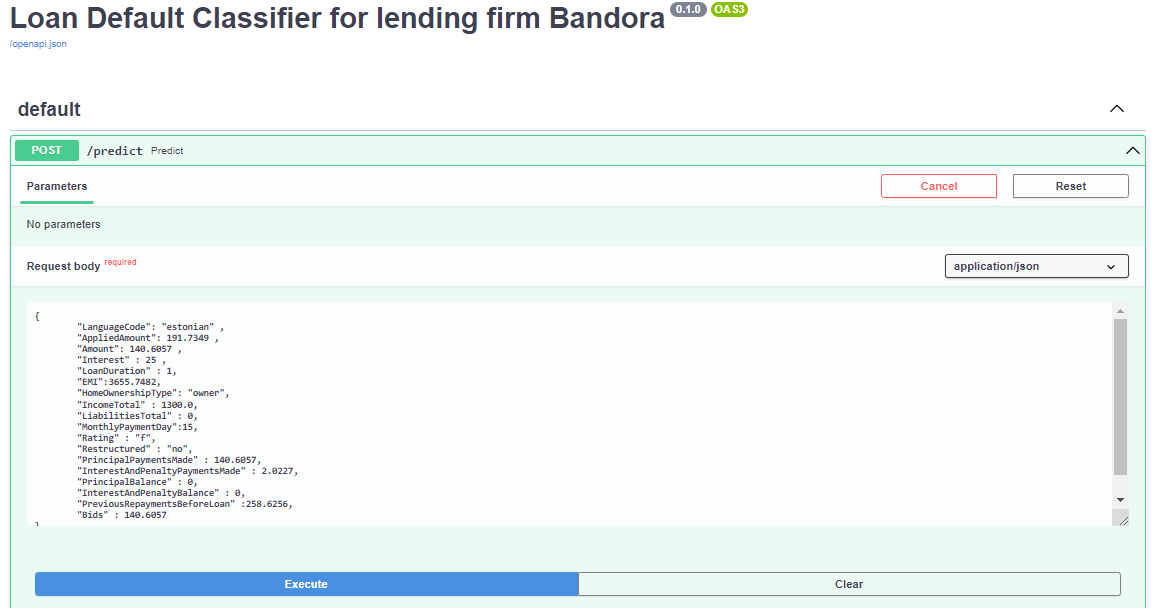 Loan Default Classifier for lending firm Bandora 0.1.0 OAS3
/openapi.json
default
POST /predict Predict
Parameters Cancel Reset
No parameters
Request body required application/json
{
"LanguageCode": "estonian" ,
"AppliedAmount": 191.7349 ,
"Amount": 140.6057 ,
"Interest" : 25 ,
"LoanDuration" : 1,
"EMI":3655.7482,
"HomeOwnershipType": "owner",
"IncomeTotal" : 1300.0,
"LiabilitiesTotal" : 0,
"MonthlyPaymentDay":15,
"Rating" : "f",
"Restructured" : "no",
"PrincipalPaymentsMade" : 140.6057,
"InterestAndPenaltyPaymentsMade" : 2.0227,
"PrincipalBalance" : 0,
"InterestAndPenaltyBalance" : 0,
"PreviousRepaymentsBeforeLoan" :258.6256,
"Bids" : 140.6057
}
Execute Clear